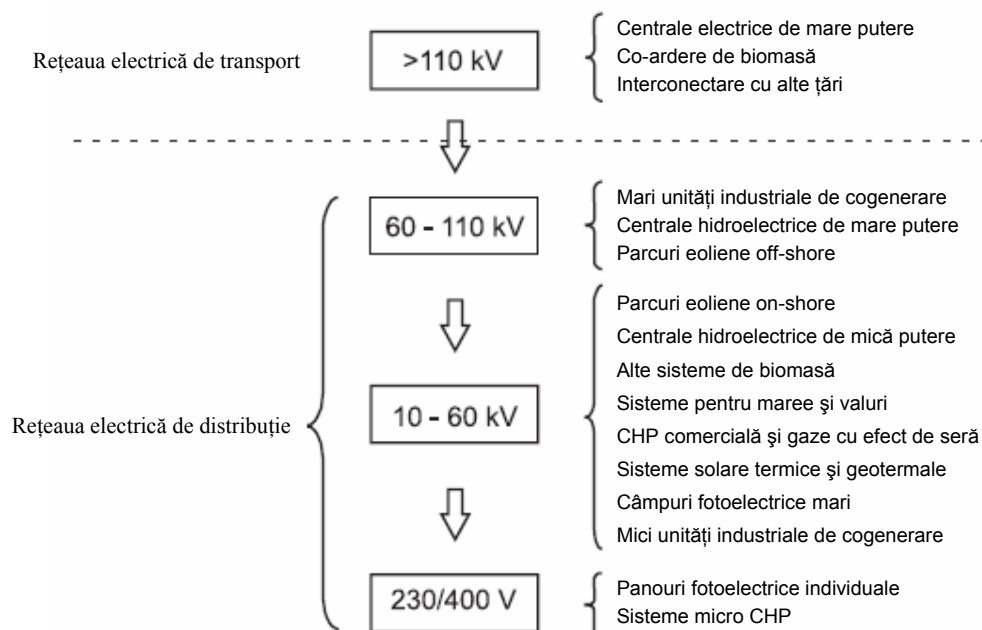 Rețeaua electrică de transport
>110 kV
Centrale electrice de mare putere
Co-ardere de biomasă
Interconectare cu alte țări
60 - 110 kV
Mari unități industriale de cogenerare
Centrale hidroelectrice de mare putere
Parcuri eoliene off-shore
Rețeaua electrică de distribuție
10 - 60 kV
Parcuri eoliene on-shore
Centrale hidroelectrice de mică putere
Alte sisteme de biomasă
Sisteme pentru maree şi valuri
CHP comercială şi gaze cu efect de seră
Sisteme solare termice şi geotermale
Câmpuri fotoelectrice mari
Mici unități industriale de cogenerare
230/400 V
Panouri fotoelectrice individuale
Sisteme micro CHP